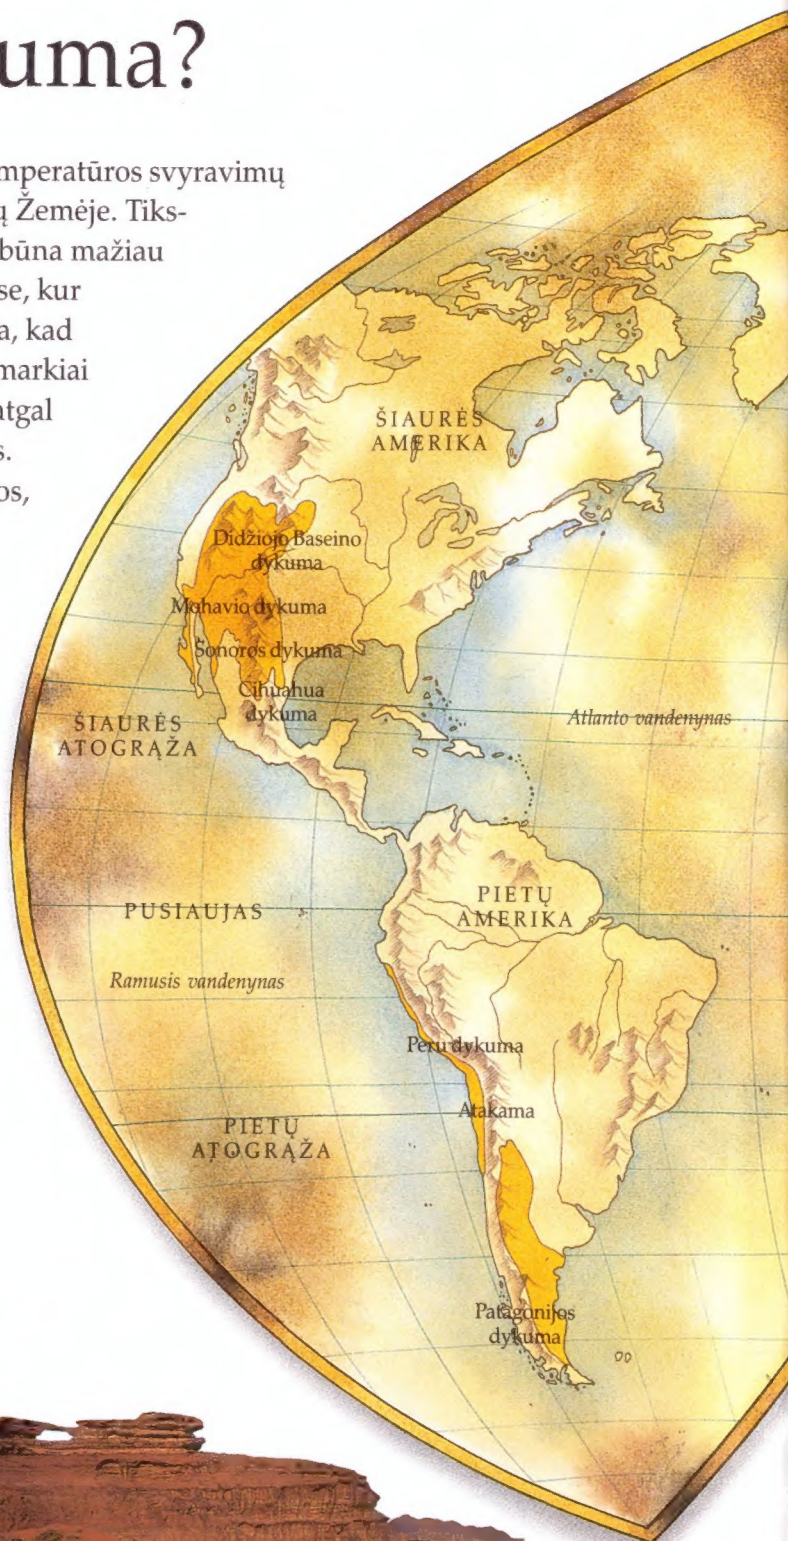 uma?
mperatūros svyravimų
ų Žemėje. Tiks-
būna mažiau
se, kur
a, kad
markiai
atgal
s.
os,
ŠIAURĖS
AMERIKA
Didžiojo Baseino
dykuma
Mohavio dykuma
Sonoros dykuma
Čihuahua
dykuma
ŠIAURĖS
ATOGRĄŽA
Atlanto vandenynas
PUSIAUJAS
PIETŲ
AMERIKA
Ramusis vandenynas
Peru dykuma
Atakama
PIETŲ
ATOGRĄŽA
Patagonijos
dykuma